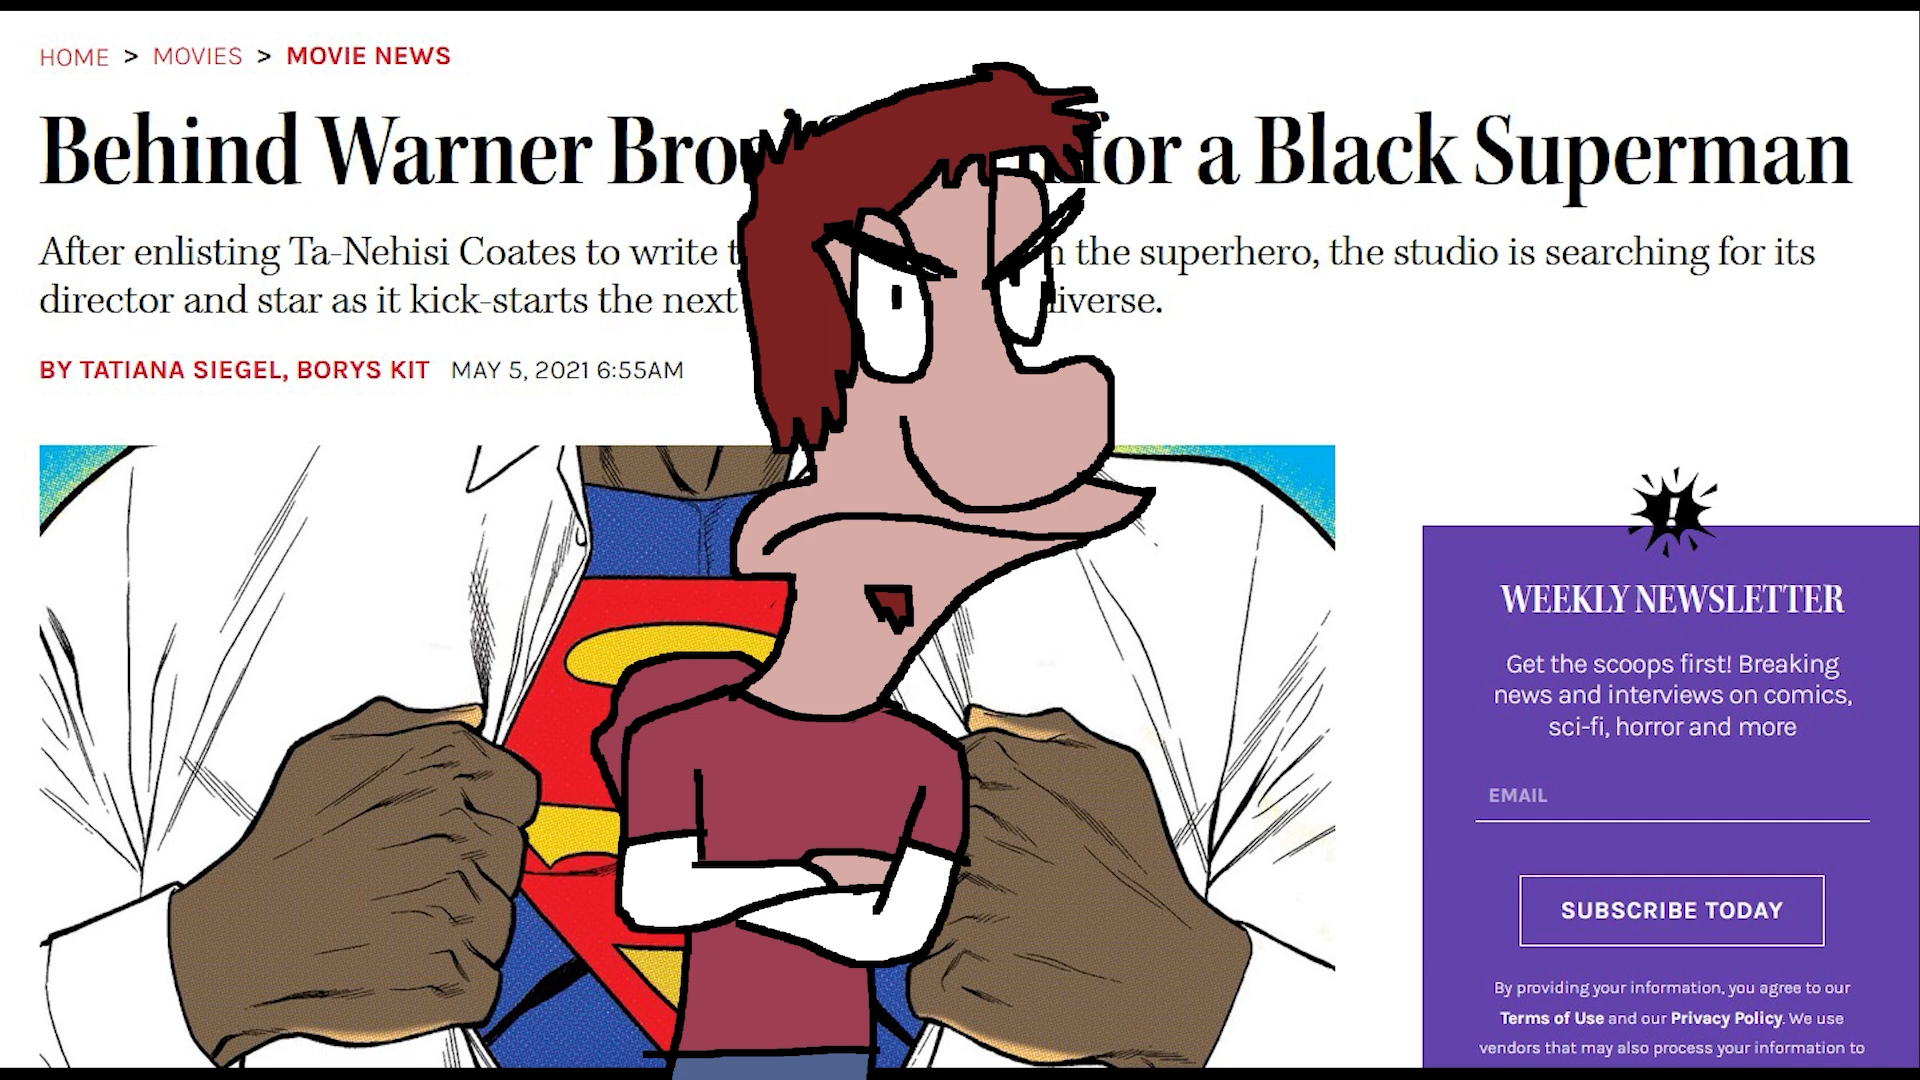 HOME > MOVIES > MOVIE NEWS
Behind Warner Bro for a Black Superman
After enlisting Ta-Nehisi Coates to write the superhero, the studio is searching for its
director and star as it kick-starts the next
BY TATIANA SIEGEL, BORYS KIT MAY 5, 2021 6:55AM
!
WEEKLY NEWSLETTER
Get the scoops first! Breaking
news and interviews on comics,
sci-fi, horror and more
EMAIL
SUBSCRIBE TODAY
By providing your information, you agree to our
Terms of Use and our Privacy Policy. We use
vendors that may also process your information to